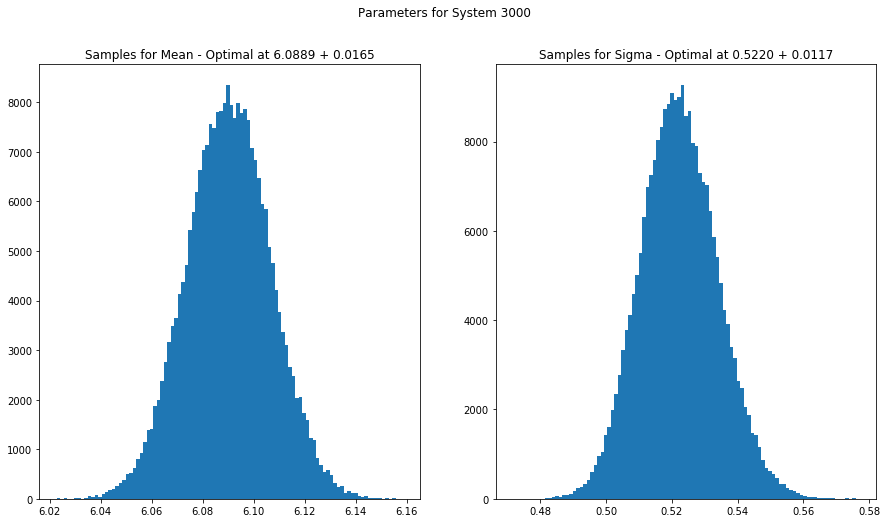 Parameters for System 3000
Samples for Mean - Optimal at 6.0889 + 0.0165
8000
7000
6000
5000
4000
3000
2000
1000
0
6.02 6.04 6.06 6.08 6.10 6.12 6.14 6.16
Samples for Sigma - Optimal at 0.5220 + 0.0117
8000
6000
4000
2000
0
0.48 0.50 0.52 0.54 0.56 0.58